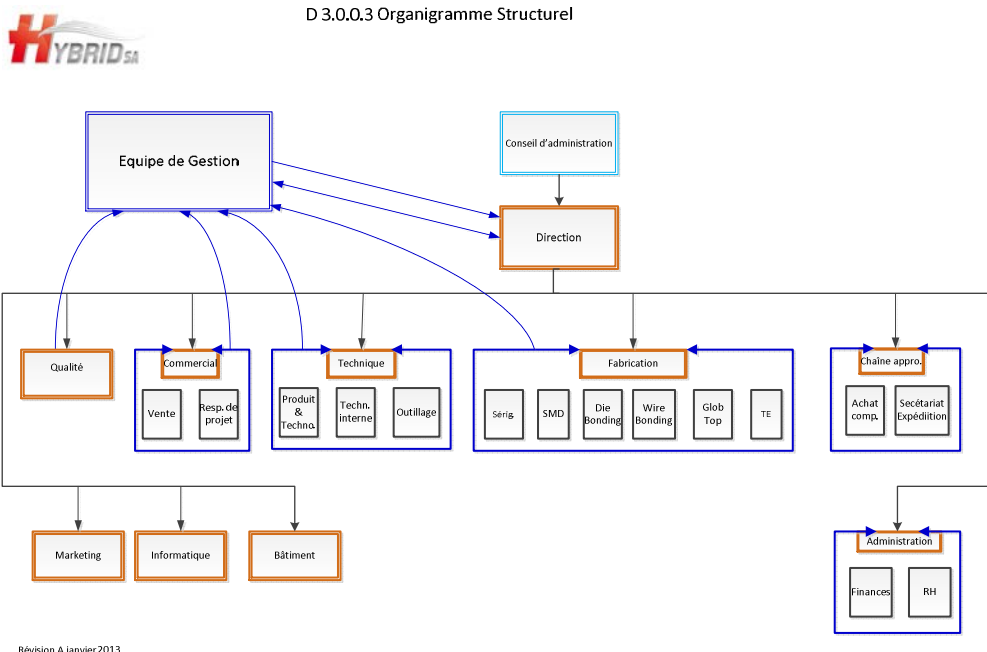 D 3.0.0.3 Organigramme Structurel
HYBRID SA
Equipe de Gestion
Conseil d'administration
Direction
Qualité
Commercial
Vente
Resp. de
projet
Technique
Produit
&
Techno.
Techn.
interne
Outillage
Fabrication
Sérig.
SMD
Die
Bonding
Wire
Bonding
Glob
Top
TE
Chaîne appro.
Achat
comp.
Secétariat
Expédiition
Marketing
Informatique
Bâtiment
Administration
Finances
RH
Révision A janvier 2013